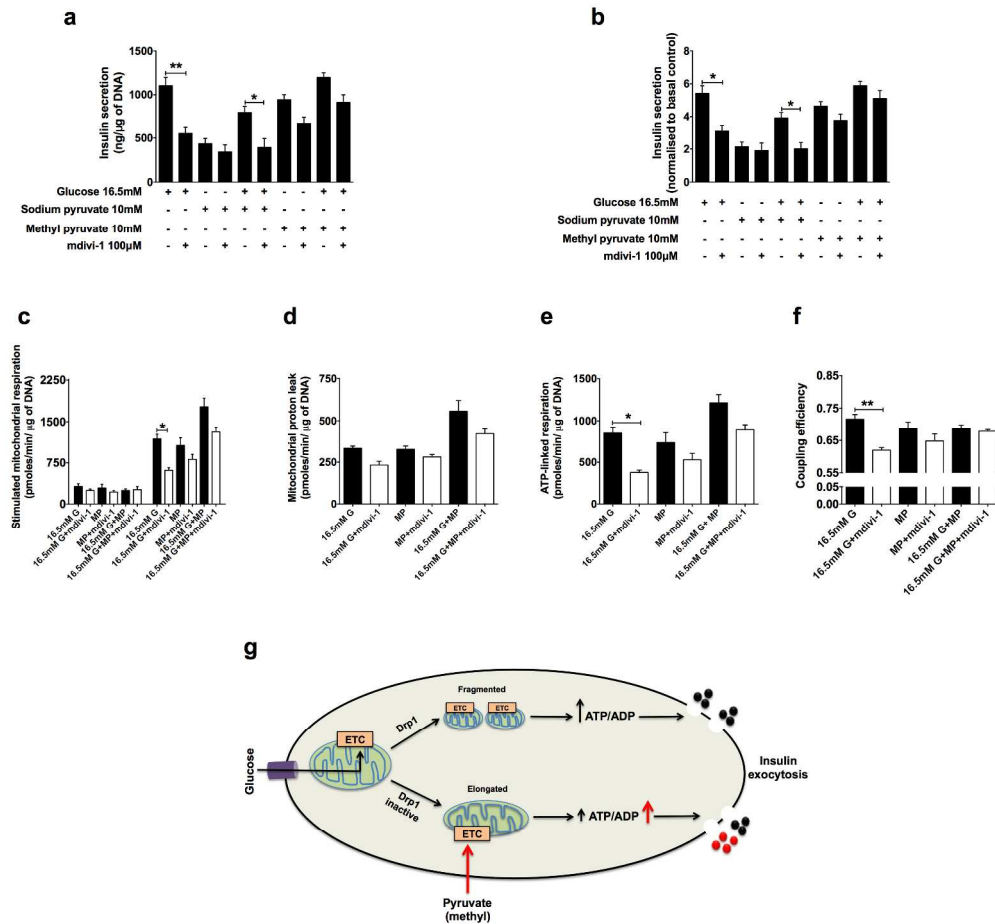 a
Insulin secretion
(ng/µg of DNA)
1500
1000
500
0
**
*
Glucose 16.5mM + + - - + + - - + +
Sodium pyruvate 10mM - - + + + + - - - -
Methyl pyruvate 10mM - - - - - - + + + +
mdivi-1 100µM - + - + - + - + - +
b
Insulin secretion
(normalised to basal control)
8
6
4
2
0
*
*
Glucose 16.5mM + + - - + + - - + +
Sodium pyruvate 10mM - - + + + + - - - -
Methyl pyruvate 10mM - - - - - - + + + +
mdivi-1 100µM - + - + - + - + - +
c
Stimulated mitochondrial respiration
(pmoles/min/ µg of DNA)
2250
1500
750
0
*
16.5mM G
16.5mM G+mdivi-1
MP
MP+mdivi-1
16.5mM G+MP
16.5mM G+MP+mdivi-1
16.5mM G
16.5mM G+mdivi-1
MP
MP+mdivi-1
16.5mM G+MP
16.5mM G+MP+mdivi-1
d
Mitochondrial proton leak
(pmoles/min/ µg of DNA)
750
500
250
0
16.5mM G
16.5mM G+mdivi-1
MP
MP+mdivi-1
16.5mM G+MP
16.5mM G+MP+mdivi-1
e
ATP-linked respiration
(pmoles/min/ µg of DNA)
1500
1000
500
0
*
16.5mM G
16.5mM G+mdivi-1
MP
MP+mdivi-1
16.5mM G+ MP
16.5mM G+MP+mdivi-1
f
Coupling efficiency
0.85
0.75
0.65
0.55
0.05
0.00
**
16.5mM G
16.5mM G+mdivi-1
MP
MP+mdivi-1
16.5mM G+MP
16.5mM G+MP+mdivi-1
g
Glucose
ETC
Drp1
Drp1
inactive
Fragmented
ETC
ETC
ATP/ADP
Elongated
ETC
ATP/ADP
Insulin
exocytosis
Pyruvate
(methyl)